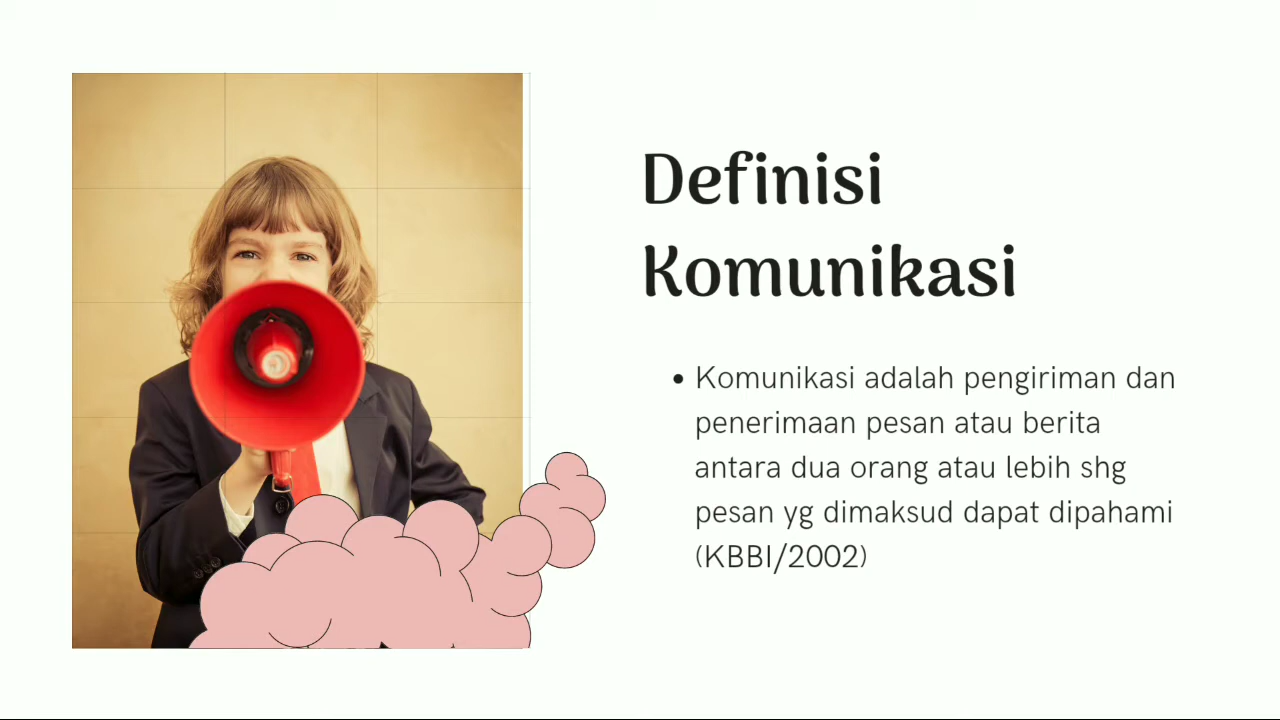 Definisi
Komunikasi
• Komunikasi adalah pengiriman dan
penerimaan pesan atau berita
antara dua orang atau lebih shg
pesan yg dimaksud dapat dipahami
(KBBI/2002)